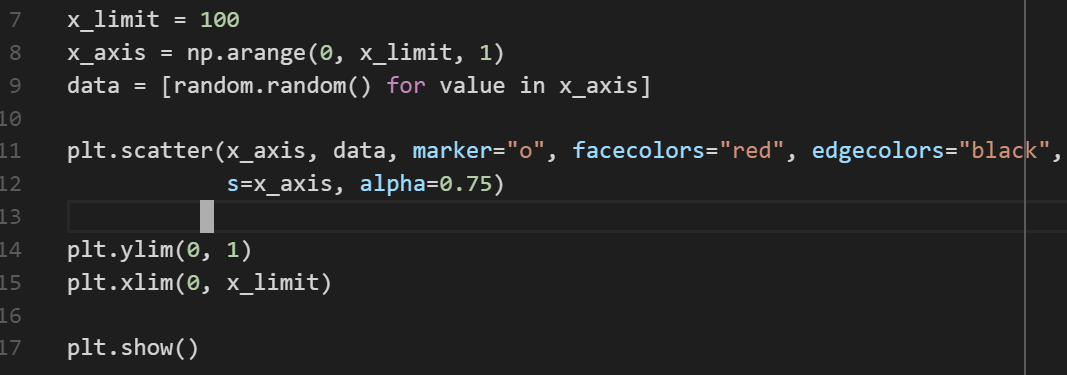 7 x_limit = 100
8 x_axis = np.arange(0, x_limit, 1)
9 data = [random.random() for value in x_axis]
10
11 plt.scatter(x_axis, data, marker="o", facecolors="red", edgecolors="black",
12 s=x_axis, alpha=0.75)
13
14 plt.ylim(0, 1)
15 plt.xlim(0, x_limit)
16
17 plt.show()